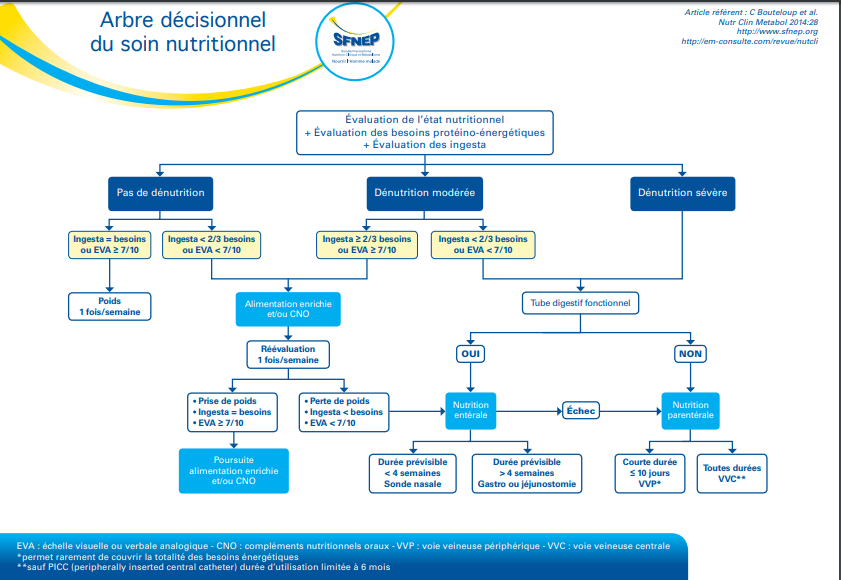 Arbre décisionnel
du soin nutritionnel
SFNEP
Nourrir l'Homme malade
Article référent : C Bouteloup et al.
Nutr Clin Metabol 2014:28
http://www.sfnep.org
http://em-consulte.com/revue/nutcli
Évaluation de l'état nutritionnel
+ Évaluation des besoins protéino-énergétiques
+ Évaluation des ingesta
Pas de dénutrition
Dénutrition modérée
Dénutrition sévère
Ingesta = besoins
ou EVA ≥ 7/10
Ingesta < 2/3 besoins
ou EVA < 7/10
Ingesta ≥ 2/3 besoins
ou EVA ≥ 7/10
Ingesta < 2/3 besoins
ou EVA < 7/10
Poids
1 fois/semaine
Alimentation enrichie
et/ou CNO
Tube digestif fonctionnel
Réévaluation
1 fois/semaine
OUI
NON
• Prise de poids
• Ingesta = besoins
• EVA ≥ 7/10
• Perte de poids
• Ingesta < besoins
• EVA < 7/10
Nutrition
entérale
Échec
Nutrition
parentérale
Poursuite
alimentation enrichie
et/ou CNO
Durée prévisible
< 4 semaines
Sonde nasale
Durée prévisible
> 4 semaines
Gastro ou jéjunostomie
Courte durée
≤ 10 jours
VVP*
Toutes durées
VVC**
EVA : échelle visuelle ou verbale analogique - CNO : compléments nutritionnels oraux - VVP : voie veineuse périphérique - VVC : voie veineuse centrale
*permet rarement de couvrir la totalité des besoins énergétiques
**sauf PICC (peripherally inserted central catheter) durée d'utilisation limitée à 6 mois